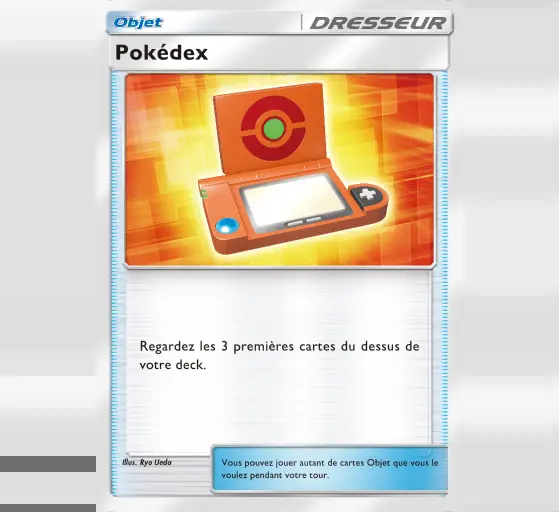 Objet
DRESSEUR
Pokédex
Regardez les 3 premières cartes du dessus de
votre deck.
Illus. Ryo Ueda
Vous pouvez jouer autant de cartes Objet que vous le
voulez pendant votre tour.